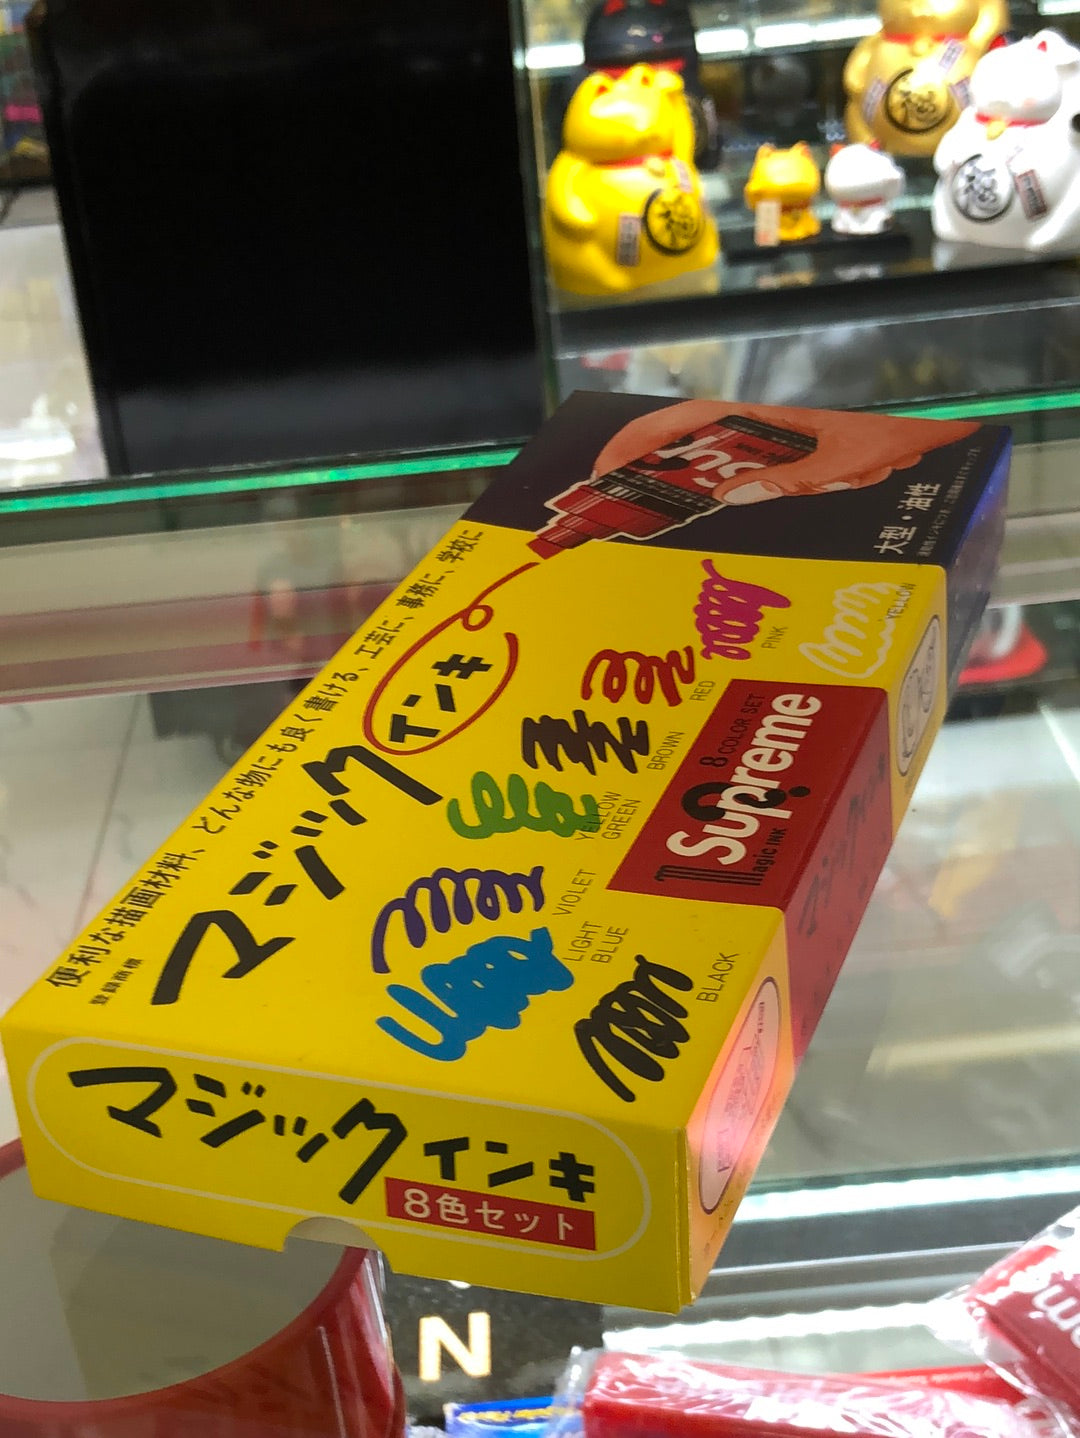 大型・油性
便利な描画材料、どんな物にも良く書ける、工芸に、事務に、学校に
登録商標
マジック
インキ
PINK
YELLOW
RED
BROWN
YELLOW
GREEN
VIOLET
LIGHT
BLUE
BLACK
8 COLOR SET
Supreme
Magic INK
マジックインキ
8色セット
N